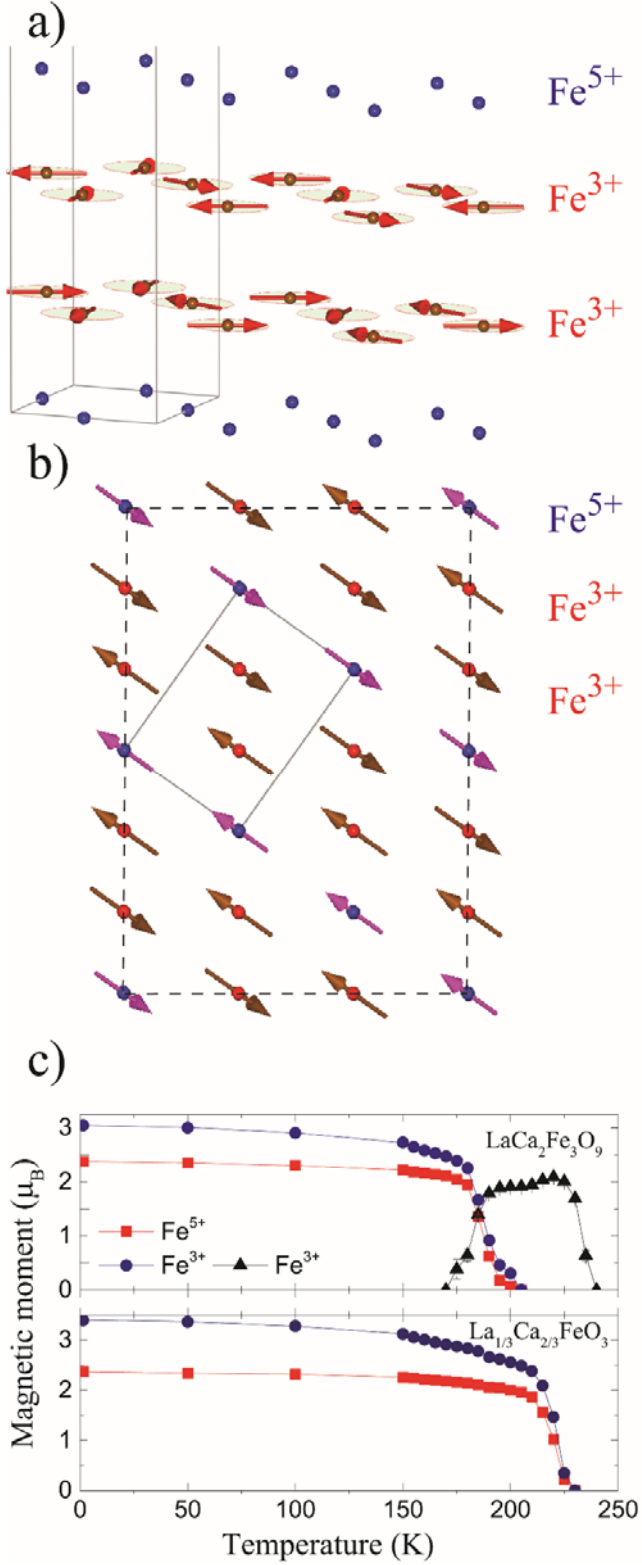 a)
Fe5+
Fe3+
Fe3+
b)
Fe5+
Fe3+
Fe3+
c)
Magnetic moment (μB)
3
2
1
0
LaCa2Fe3O9
Fe5+
Fe3+ Fe3+
3
2
1
0
La1/3Ca2/3FeO3
0 50 100 150 200 250
Temperature (K)